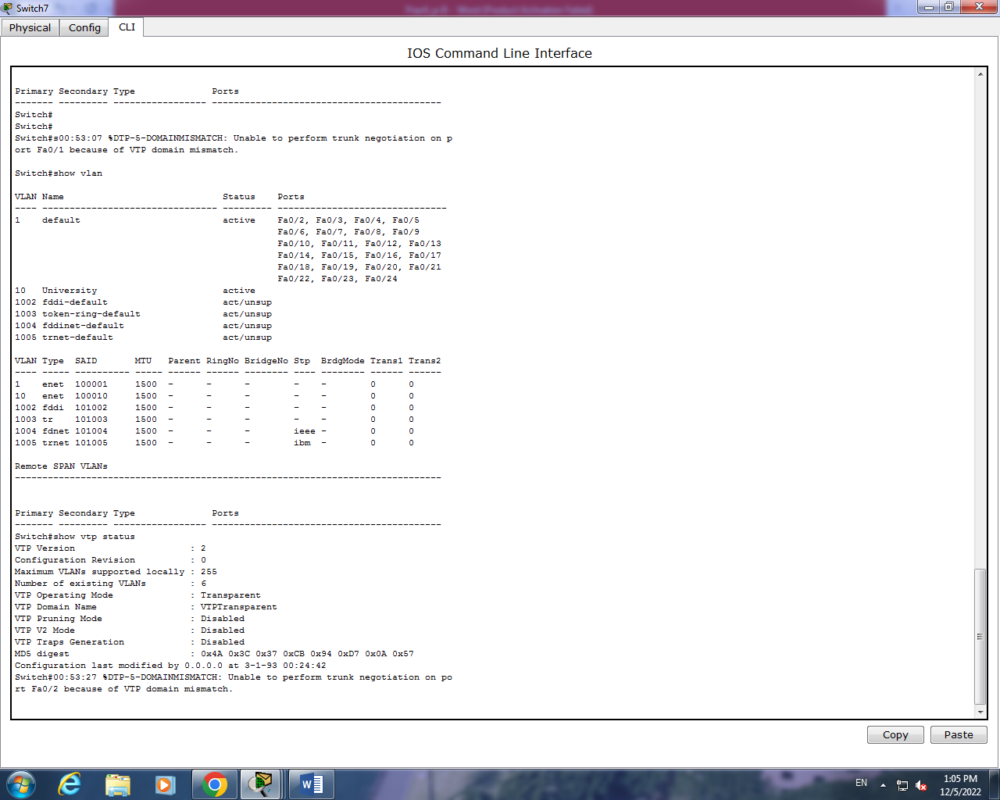 Switch7
Physical Config CLI
IOS Command Line Interface
Primary Secondary Type              Ports
------- --------- ----------------- ------------------------------------------
Switch#
Switch#
Switch#s00:53:07 %DTP-5-DOMAINMISMATCH: Unable to perform trunk negotiation on p
ort Fa0/1 because of VTP domain mismatch.
Switch#show vlan
VLAN Name                             Status    Ports
---- -------------------------------- --------- -------------------------------
1    default                          active    Fa0/2, Fa0/3, Fa0/4, Fa0/5
                                                Fa0/6, Fa0/7, Fa0/8, Fa0/9
                                                Fa0/10, Fa0/11, Fa0/12, Fa0/13
                                                Fa0/14, Fa0/15, Fa0/16, Fa0/17
                                                Fa0/18, Fa0/19, Fa0/20, Fa0/21
                                                Fa0/22, Fa0/23, Fa0/24
10   University                       active
1002 fddi-default                     act/unsup
1003 token-ring-default               act/unsup
1004 fddinet-default                  act/unsup
1005 trnet-default                    act/unsup
VLAN Type  SAID       MTU   Parent RingNo BridgeNo Stp  BrdgMode Trans1 Trans2
---- ----- ---------- ----- ------ ------ -------- ---- -------- ------ ------
1    enet  100001     1500  -      -      -        -    -        0      0
10   enet  100010     1500  -      -      -        -    -        0      0
1002 fddi  101002     1500  -      -      -        -    -        0      0
1003 tr    101003     1500  -      -      -        -    -        0      0
1004 fdnet 101004     1500  -      -      -        ieee -        0      0
1005 trnet 101005     1500  -      -      -        ibm  -        0      0
Remote SPAN VLANs
------------------------------------------------------------------------------
Primary Secondary Type              Ports
------- --------- ----------------- ------------------------------------------
Switch#show vtp status
VTP Version                     : 2
Configuration Revision          : 0
Maximum VLANs supported locally : 255
Number of existing VLANs        : 6
VTP Operating Mode              : Transparent
VTP Domain Name                 : VTPTransparent
VTP Pruning Mode                : Disabled
VTP V2 Mode                     : Disabled
VTP Traps Generation            : Disabled
MD5 digest                      : 0x4A 0x3C 0x37 0xCB 0x94 0xD7 0x0A 0x57
Configuration last modified by 0.0.0.0 at 3-1-93 00:24:42
Switch#00:53:27 %DTP-5-DOMAINMISMATCH: Unable to perform trunk negotiation on po
rt Fa0/2 because of VTP domain mismatch.
Copy Paste
EN
1:05 PM
12/5/2022